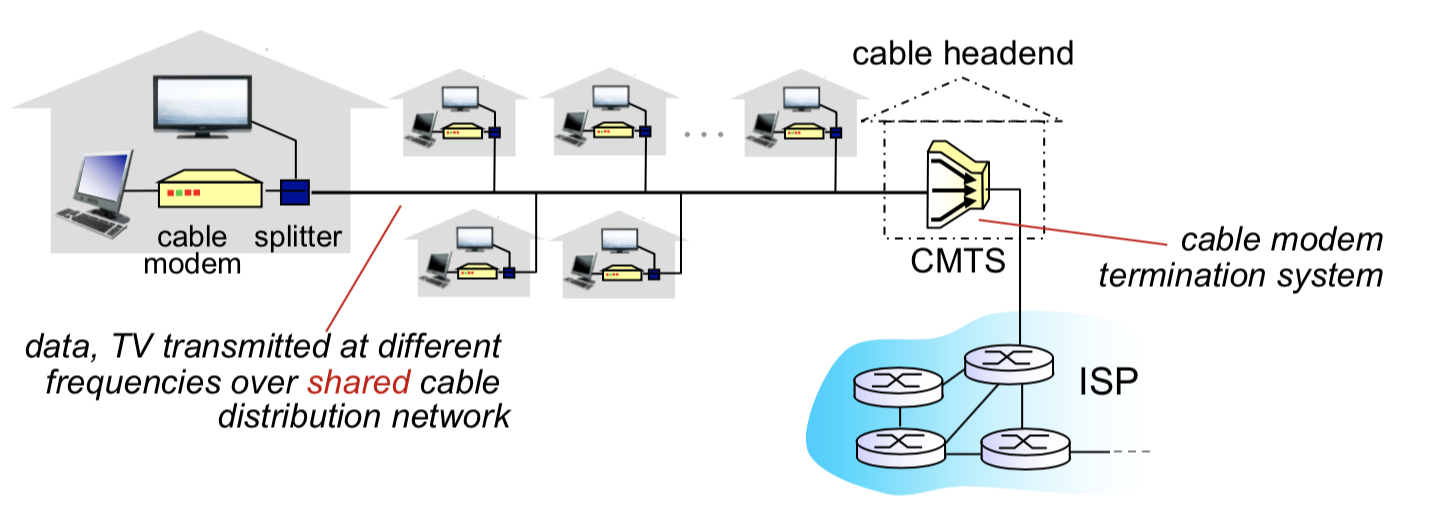 cable headend
cable
modem
splitter
CMTS
cable modem
termination system
data, TV transmitted at different
frequencies over shared cable
distribution network
ISP